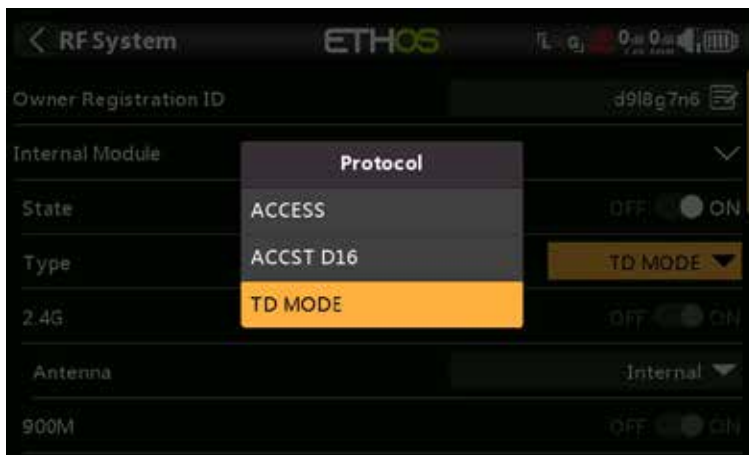 RF System ETHOS
Owner Registration ID d9l8g7n6
Internal Module
Protocol
State OFF ON
ACCESS
Type TD MODE
ACCST D16
2.4G OFF ON
TD MODE
Antenna Internal
900M OFF ON